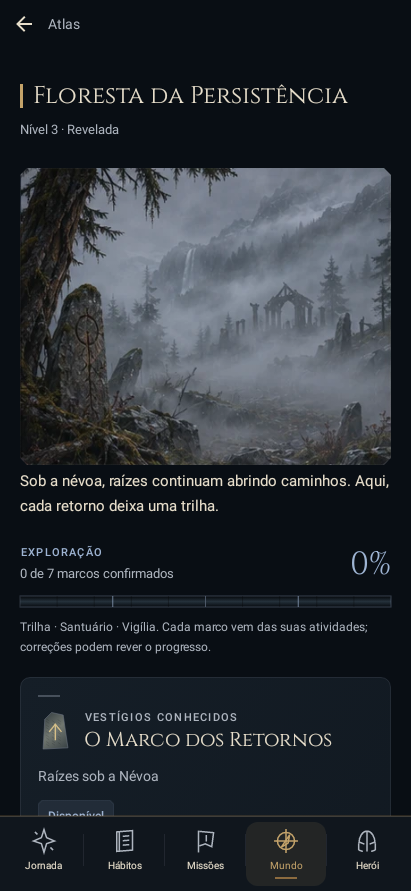 Atlas
Floresta da Persistência
Nível 3 · Revelada
Sob a névoa, raízes continuam abrindo caminhos. Aqui,
cada retorno deixa uma trilha.
EXPLORAÇÃO
0%
0 de 7 marcos confirmados
Trilha · Santuário · Vigília. Cada marco vem das suas atividades;
correções podem rever o progresso.
VESTÍGIOS CONHECIDOS
O Marco dos Retornos
Raízes sob a Névoa
Disponível
Jornada
Hábitos
Missões
Mundo
Herói